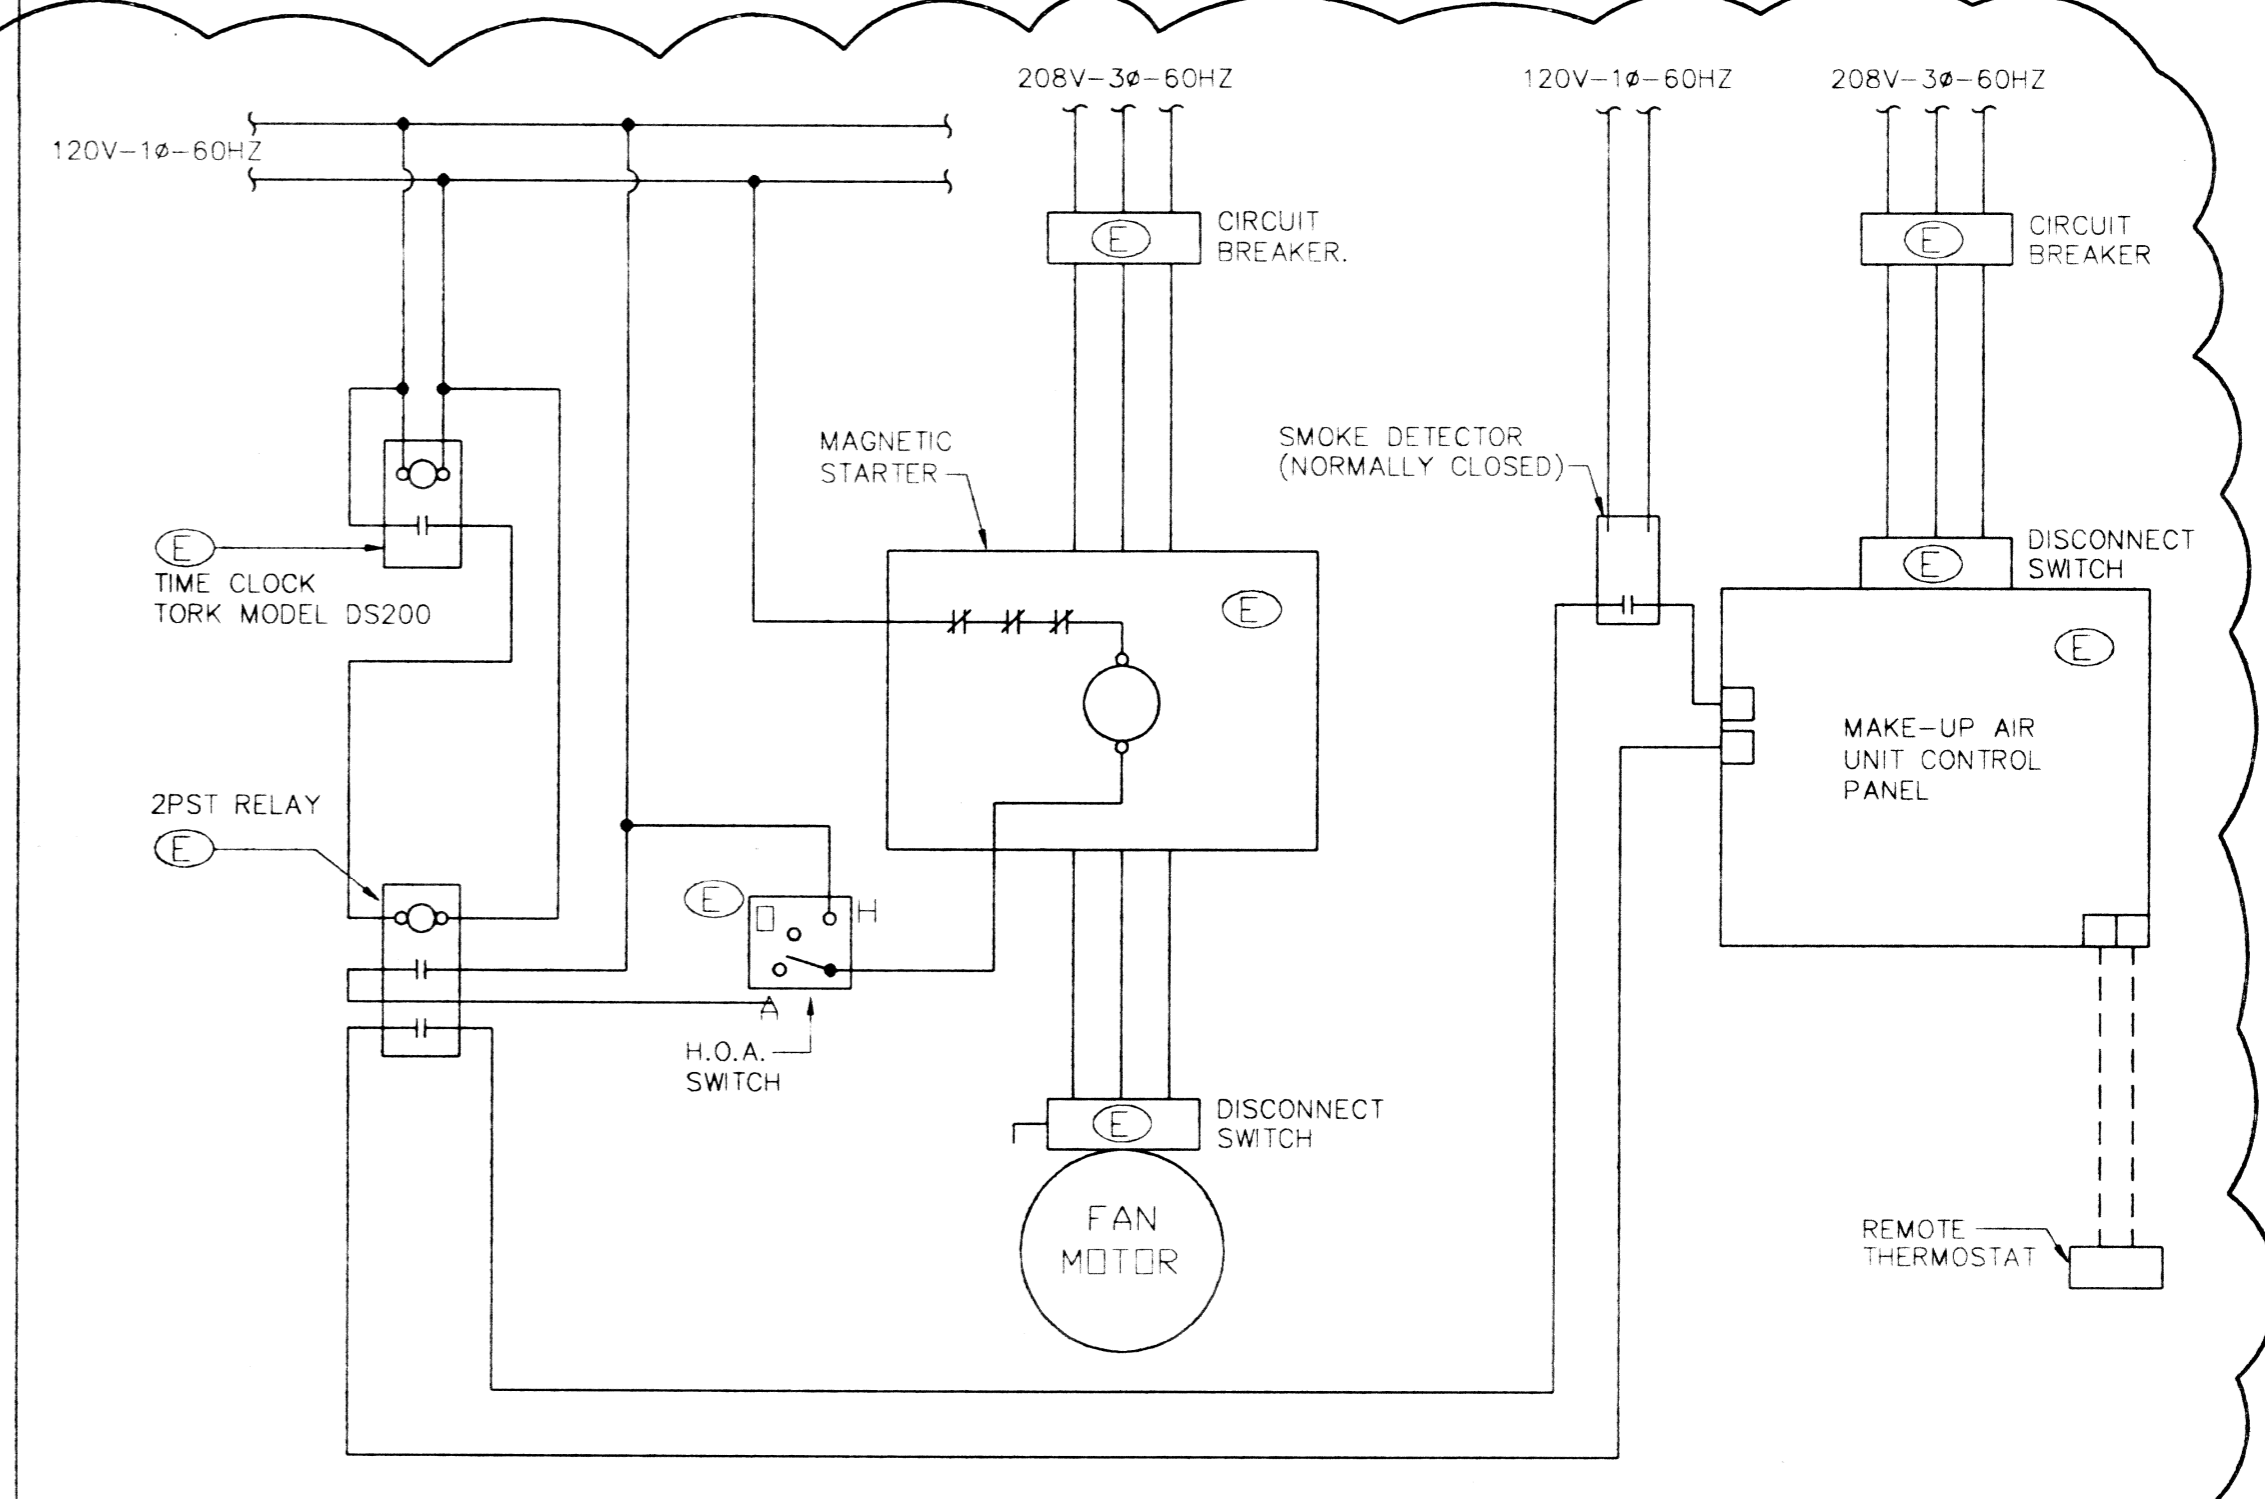 208V-3ø-60HZ
120V-1ø-60HZ
208V-3ø-60HZ
120V-1ø-60HZ
E
CIRCUIT
BREAKER.
E
CIRCUIT
BREAKER
MAGNETIC
STARTER
SMOKE DETECTOR
(NORMALLY CLOSED)
E
TIME CLOCK
TORK MODEL DS200
E
DISCONNECT
SWITCH
E
E
E
MAKE-UP AIR
UNIT CONTROL
PANEL
2PST RELAY
E
E
O
H
A
H.O.A.
SWITCH
E
DISCONNECT
SWITCH
FAN
MOTOR
REMOTE
THERMOSTAT